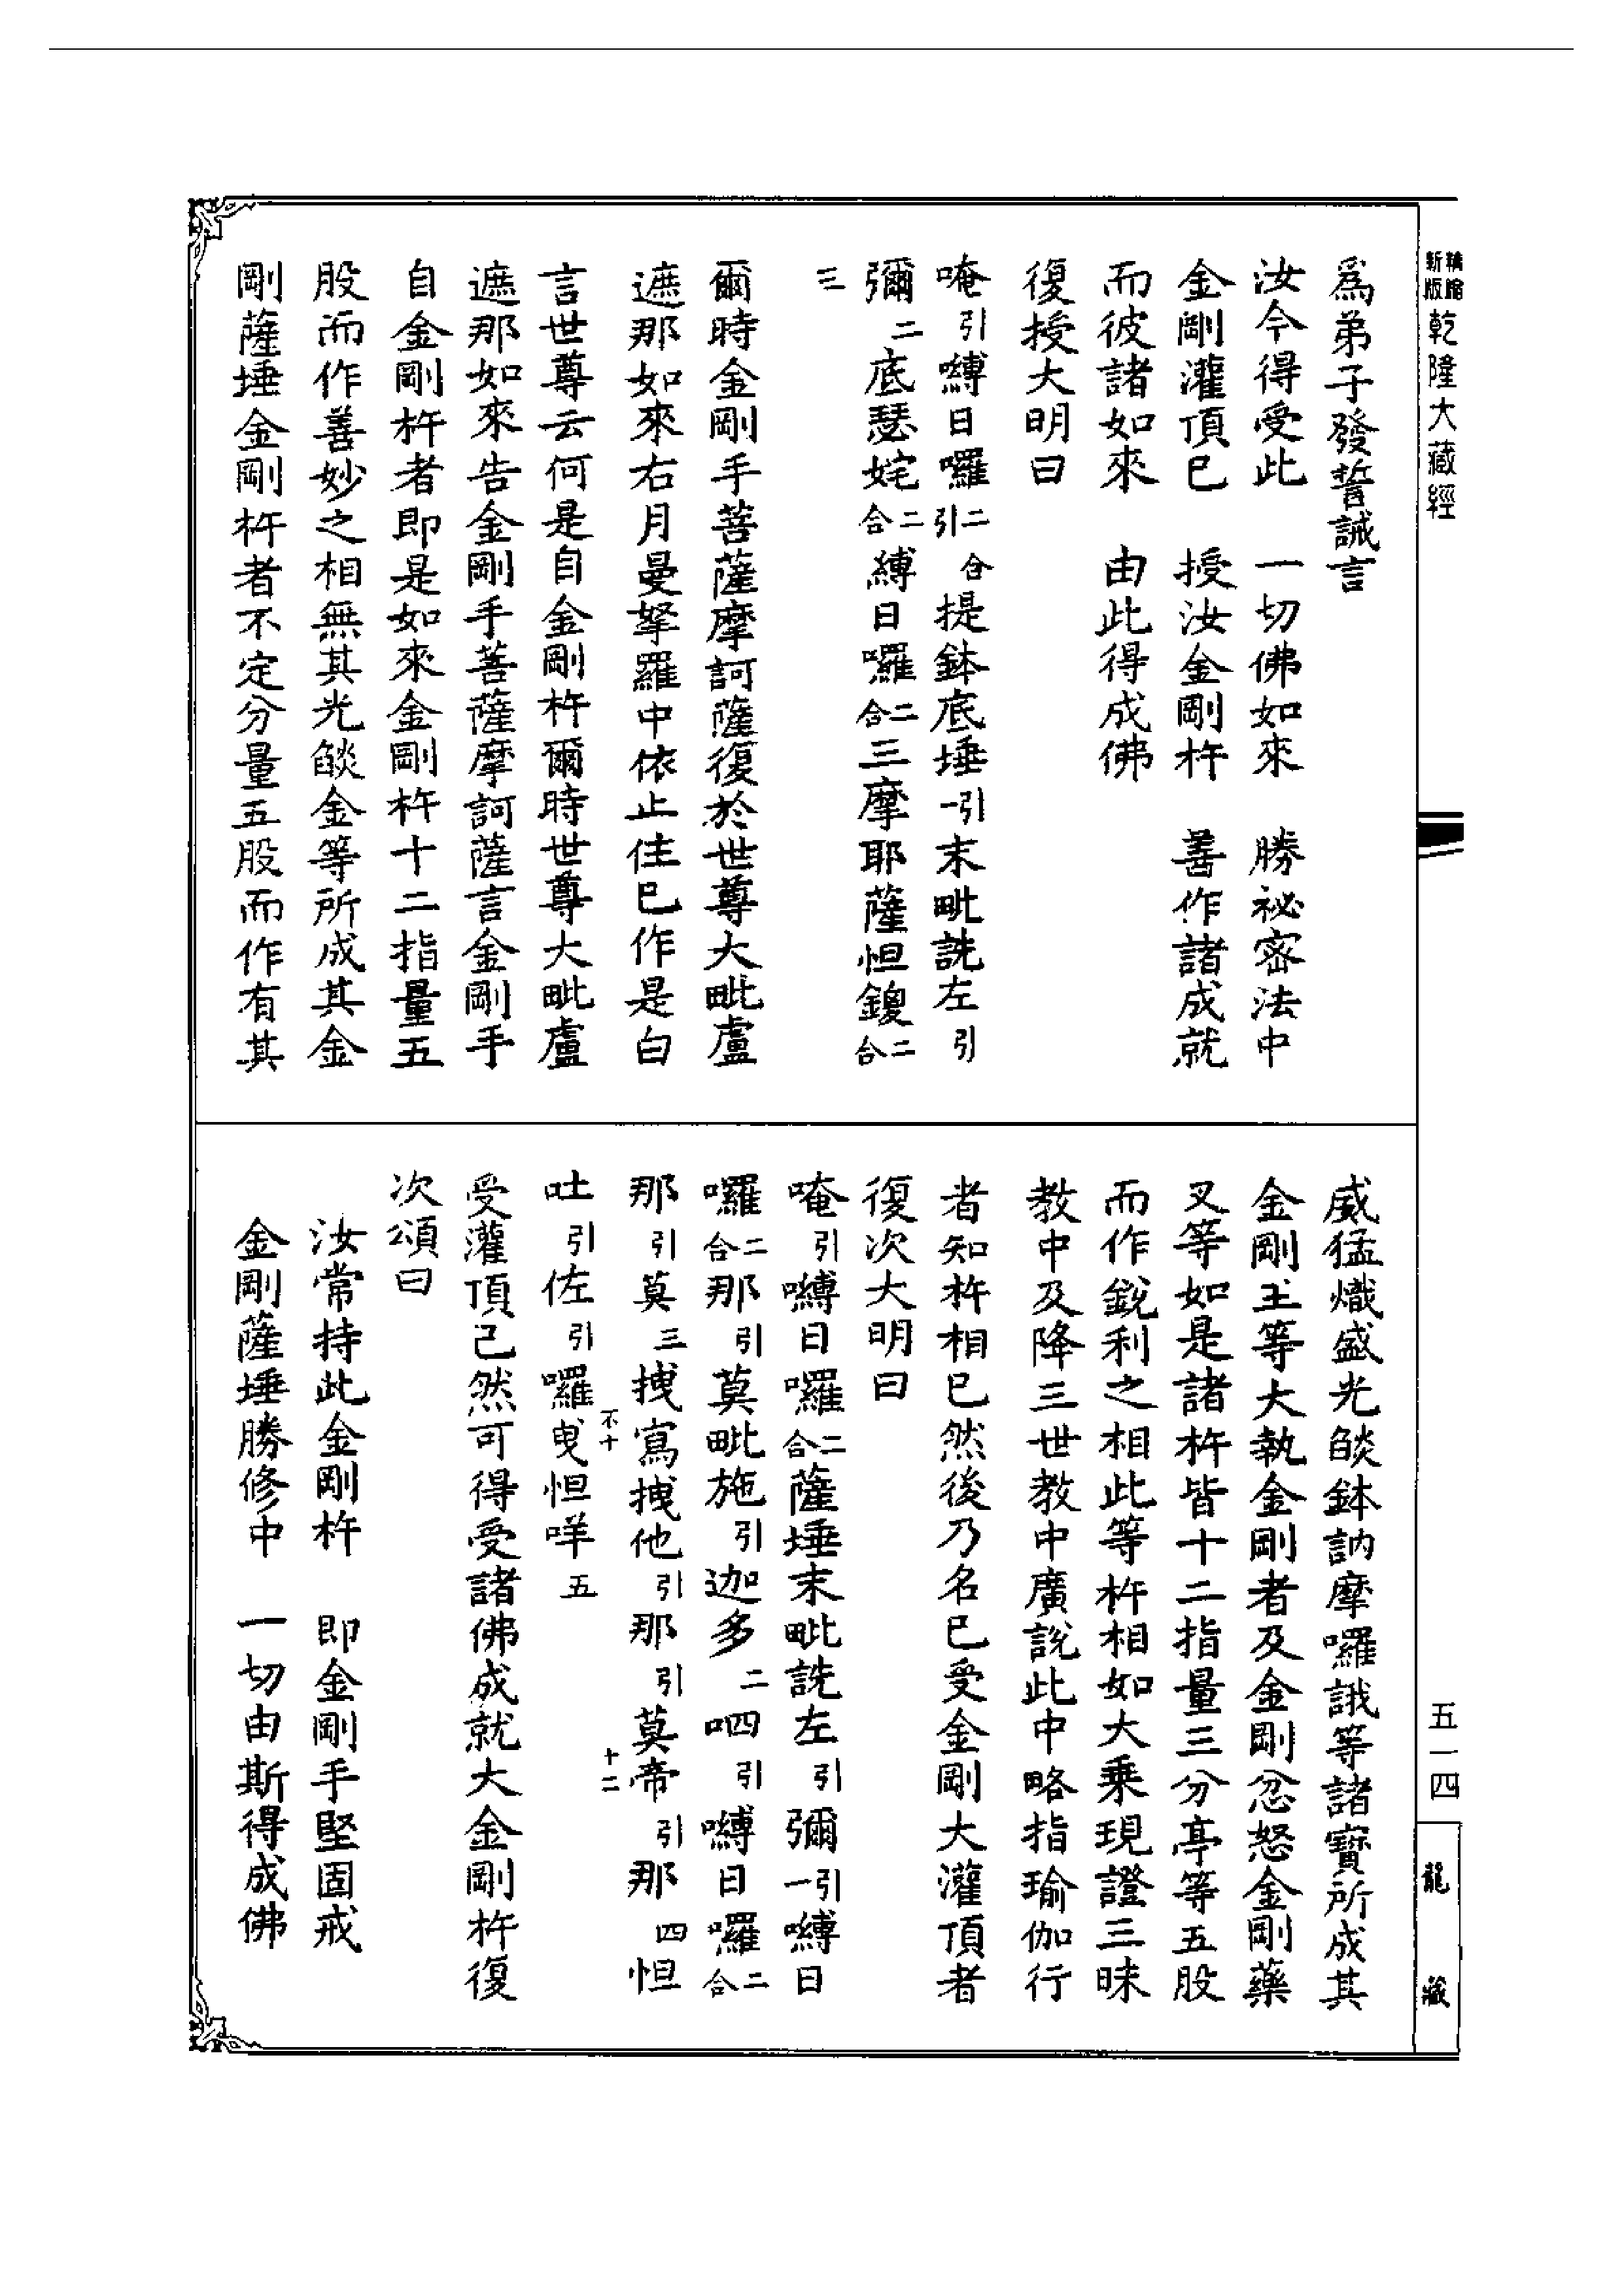 新版精縮乾隆大藏經
為弟子發誓誡言
汝今得受此　一切佛如來　勝祕密法中
金剛灌頂已　授汝金剛杵　善作諸成就
而彼諸如來　由此得成佛
復授大明曰
唵引嚩日囉二合引提鉢底埵引一末毗詵左引
彌二底瑟姹二合縛日囉二合三摩耶薩怛鑁二合
三
爾時金剛手菩薩摩訶薩復於世尊大毗盧
遮那如來右月曼拏羅中依止住已作是白
言世尊云何是自金剛杵爾時世尊大毗盧
遮那如來告金剛手菩薩摩訶薩言金剛手
自金剛杵者即是如來金剛杵十二指量五
股而作善妙之相無其光燄金等所成其金
剛薩埵金剛杵者不定分量五股而作有其
威猛熾盛光燄鉢訥摩囉誐等諸寶所成其
金剛王等大執金剛者及金剛忿怒金剛藥
叉等如是諸杵皆十二指量三分亭等五股
而作銳利之相此等杵相如大乘現證三昧
教中及降三世教中廣說此中略指瑜伽行
者知杵相已然後乃名已受金剛大灌頂者
復次大明曰
唵引嚩日囉二合薩埵末毗詵左引彌引一嚩日
囉二合那引莫毗施引迦多二呬引嚩日囉二合
那引莫三拽寫拽他引那引莫帝引那四怛
吐引佐引囉曳怛咩五
不十
十二
受灌頂已然可得受諸佛成就大金剛杵復
次頌曰
汝常持此金剛杵　即金剛手堅固戒
金剛薩埵勝修中　一切由斯得成佛
五一四
龍藏